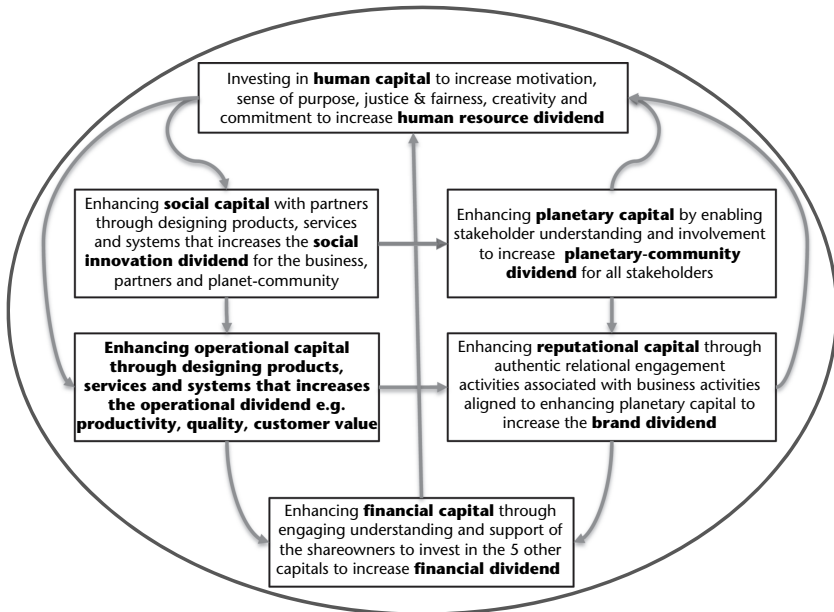 Investing in human capital to increase motivation,
sense of purpose, justice & fairness, creativity and
commitment to increase human resource dividend
Enhancing social capital with partners
through designing products, services
and systems that increases the social
innovation dividend for the business,
partners and planet-community
Enhancing planetary capital by enabling
stakeholder understanding and involvement
to increase planetary-community
dividend for all stakeholders
Enhancing operational capital
through designing products,
services and systems that increases
the operational dividend e.g.
productivity, quality, customer value
Enhancing reputational capital through
authentic relational engagement
activities associated with business activities
aligned to enhancing planetary capital to
increase the brand dividend
Enhancing financial capital through
engaging understanding and support of
the shareowners to invest in the 5 other
capitals to increase financial dividend